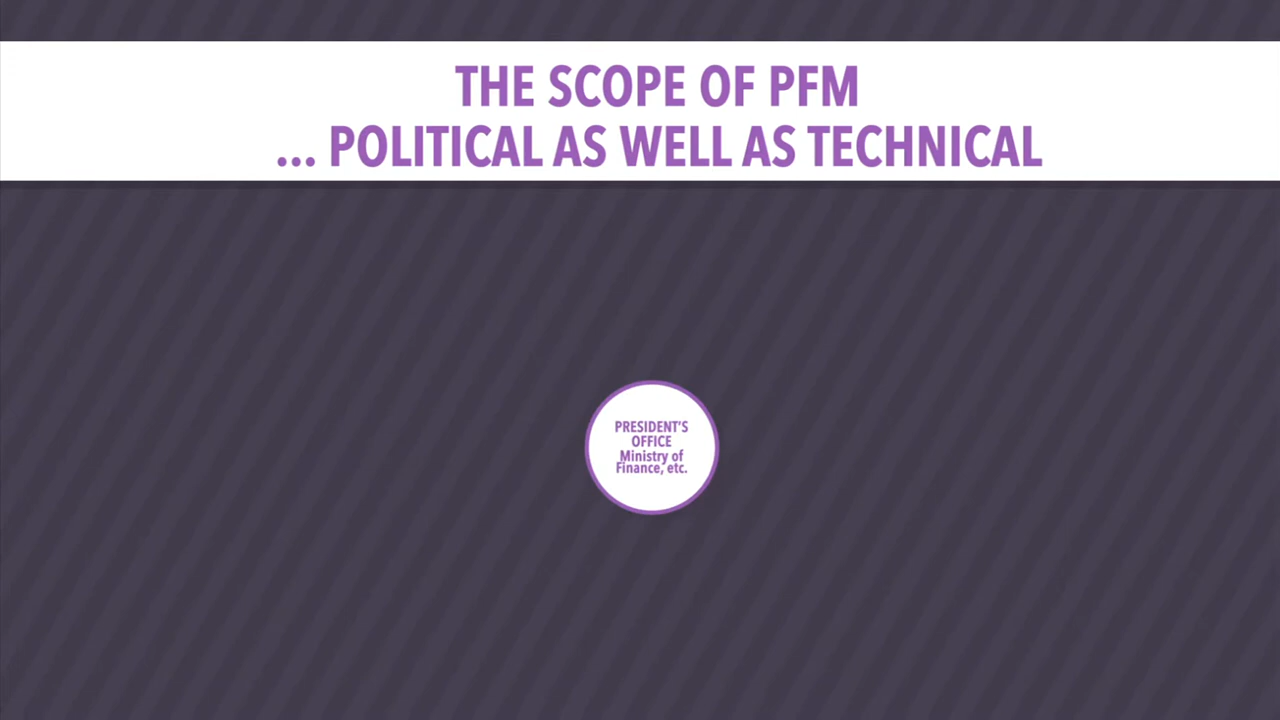 THE SCOPE OF PFM
... POLITICAL AS WELL AS TECHNICAL
PRESIDENT'S
OFFICE
Ministry of
Finance, etc.